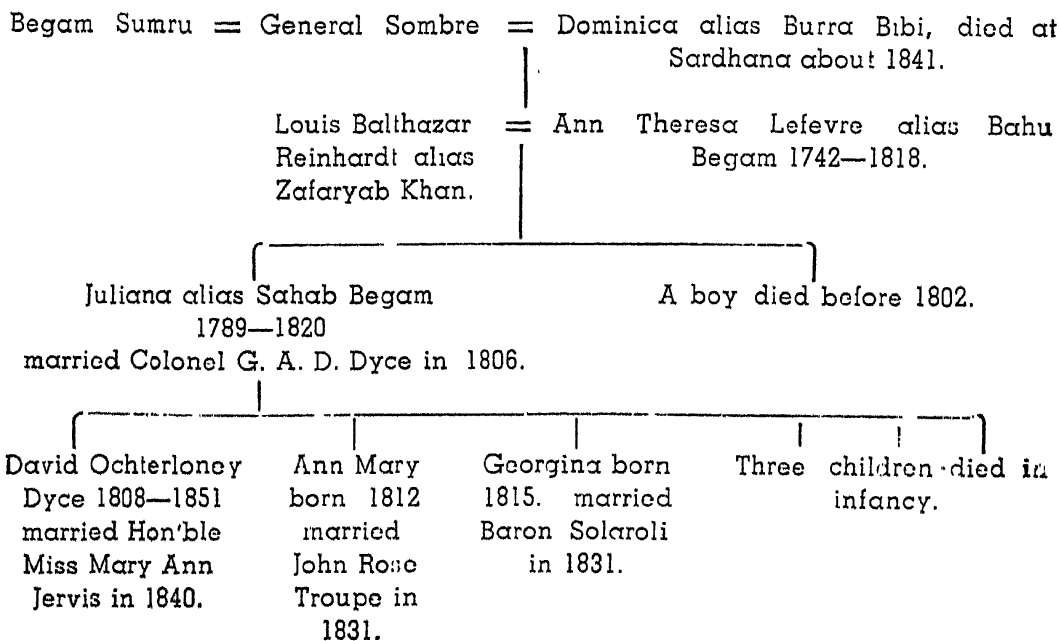 Begam Sumru = General Sombre = Dominica alias Burra Bibi, died at
Sardhana about 1841.
Louis Balthazar = Ann Theresa Lefevre alias Bahu
Reinhardt alias Begam 1742—1818.
Zafaryab Khan.
Juliana alias Sahab Begam
1789—1820
married Colonel G. A. D. Dyce in 1806.
A boy died before 1802.
David Ochterloney
Dyce 1808—1851
married Hon'ble
Miss Mary Ann
Jervis in 1840.
Ann Mary
born 1812
married
John Rose
Troupe in
1831.
Georgina born
1815. married
Baron Solaroli
in 1831.
Three children died in
infancy.